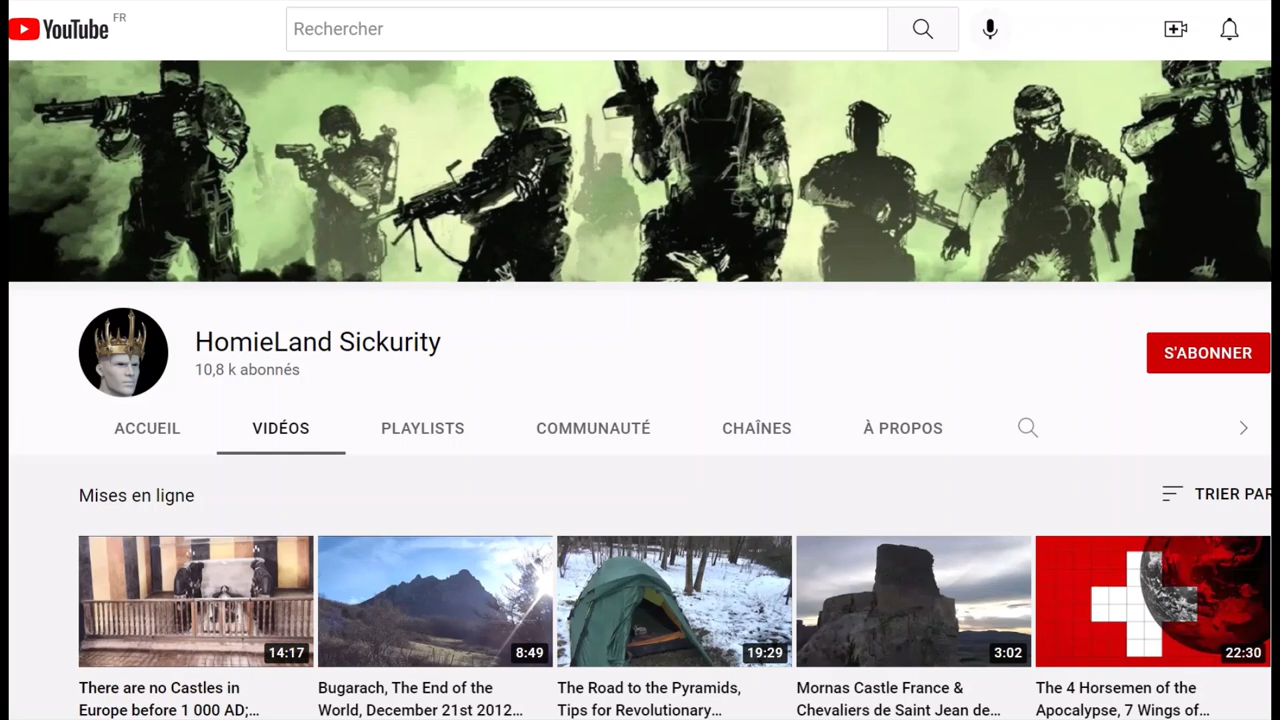 YouTube FR
Rechercher
HomieLand Sickurity
10,8 k abonnés
S'ABONNER
ACCUEIL VIDÉOS PLAYLISTS COMMUNAUTÉ CHAÎNES À PROPOS
Mises en ligne
TRIER PAR
14:17 8:49 19:29 3:02 22:30
There are no Castles in
Europe before 1 000 AD;...
Bugarach, The End of the
World, December 21st 2012...
The Road to the Pyramids,
Tips for Revolutionary...
Mornas Castle France &
Chevaliers de Saint Jean de...
The 4 Horsemen of the
Apocalypse, 7 Wings of...